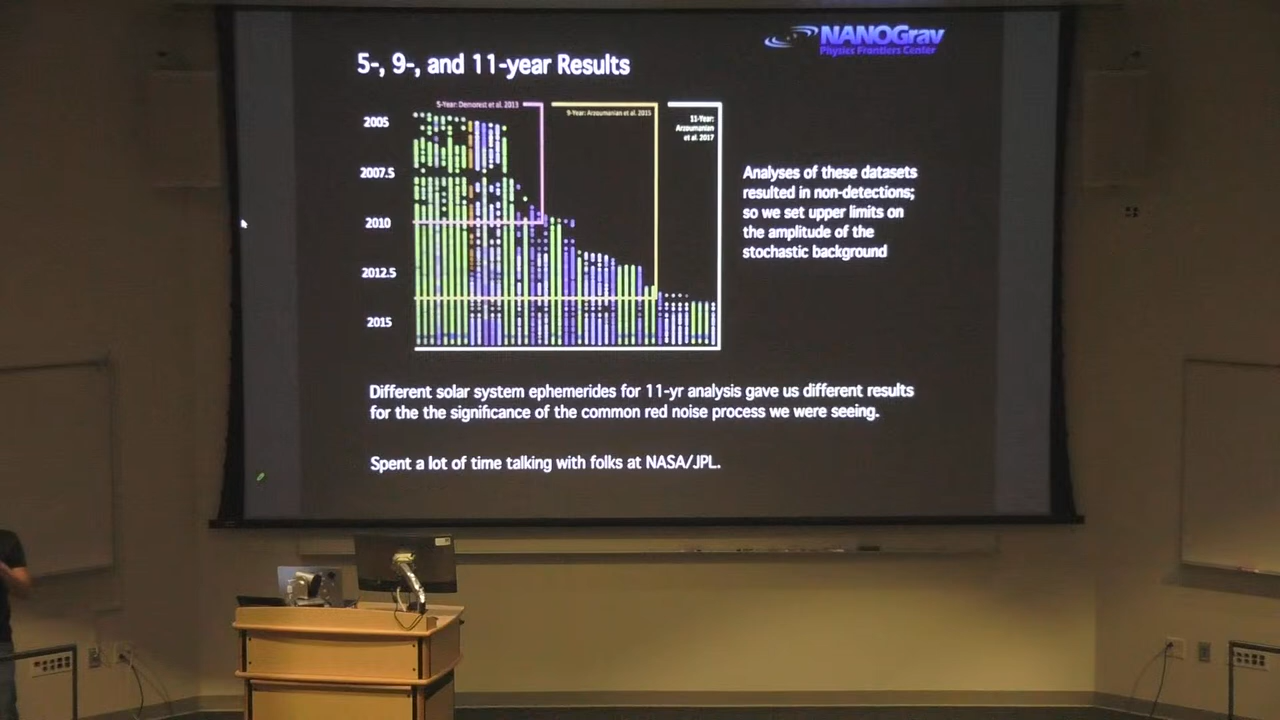 NANOGrav
Physics Frontiers Center
5-, 9-, and 11-year Results
5-Year: Demorest et al. 2013
9-Year: Arzoumanian et al. 2015
11-Year:
Arzoumanian
et al. 2017
2005
2007.5
2010
2012.5
2015
Analyses of these datasets
resulted in non-detections;
so we set upper limits on
the amplitude of the
stochastic background
Different solar system ephemerides for 11-yr analysis gave us different results
for the the significance of the common red noise process we were seeing.
Spent a lot of time talking with folks at NASA/JPL.